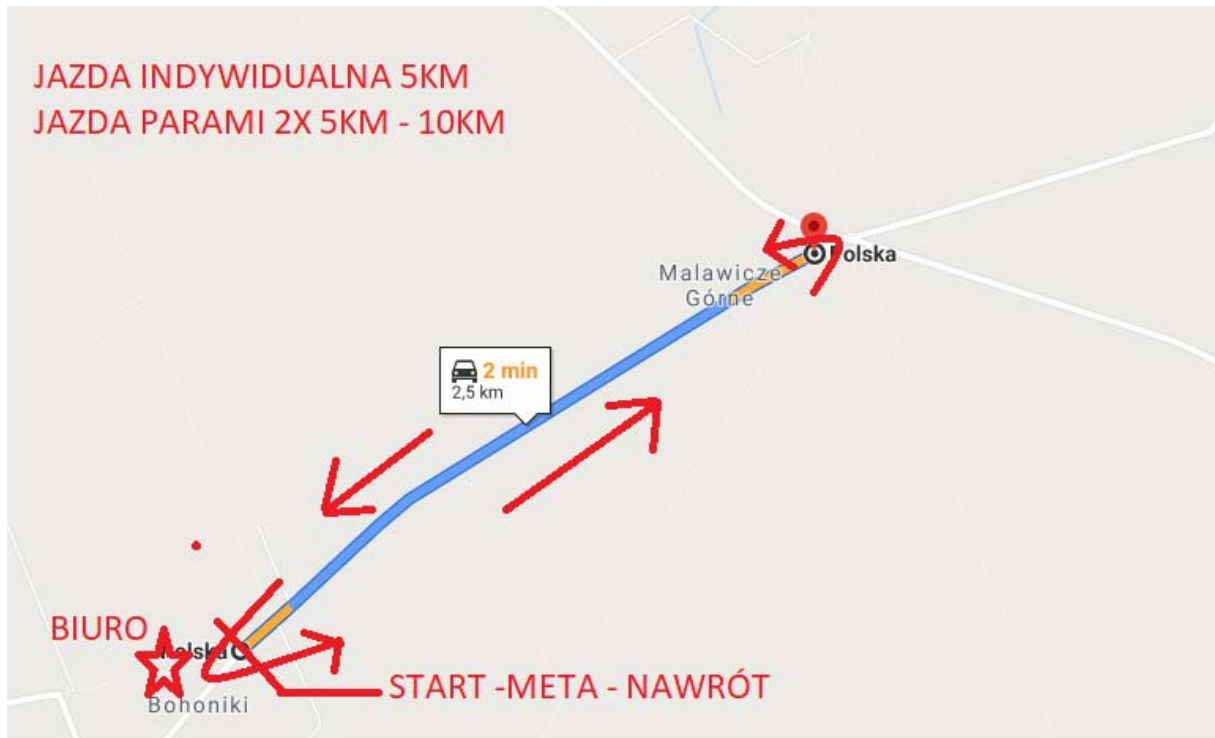 JAZDA INDYWIDUALNA 5KM
JAZDA PARAMI 2X 5KM - 10KM
Polska
Malawicze
Górne
2 min
2,5 km
BIURO
Polska
START -META - NAWRÓT
Bohoniki